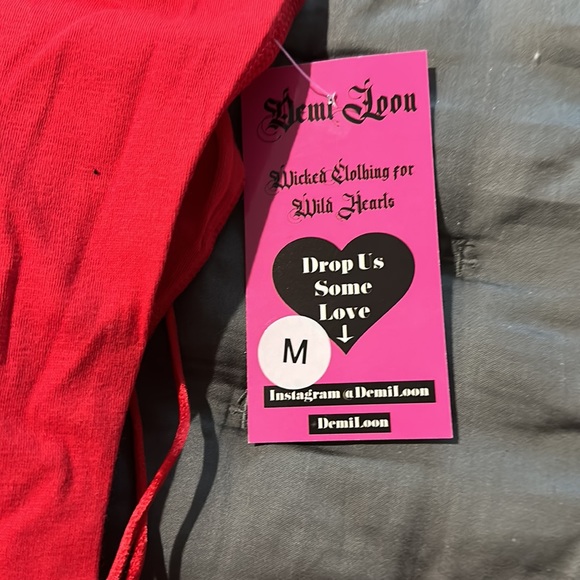 Demi Loon
Wicked Clothing for
Wild Hearts
Drop Us
Some
Love
↓
M
Instagram @DemiLoon
#DemiLoon